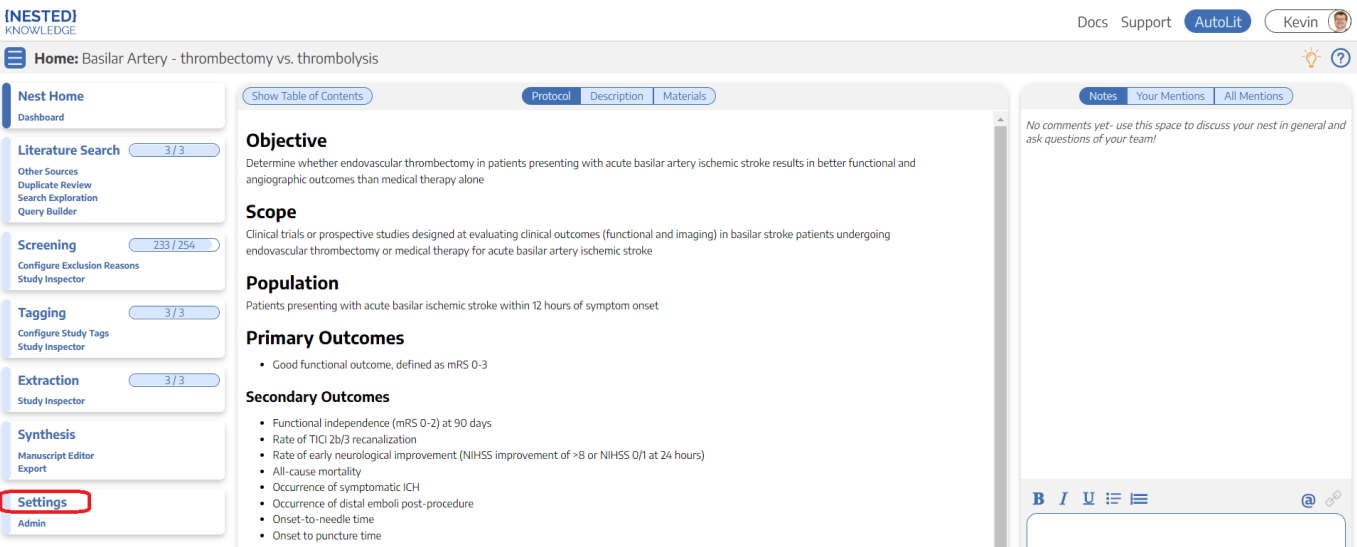 {NESTED}
KNOWLEDGE
Docs Support AutoLit Kevin
Home: Basilar Artery - thrombectomy vs. thrombolysis
Nest Home
Dashboard
Literature Search 3 / 3
Other Sources
Duplicate Review
Search Exploration
Query Builder
Screening 233 / 254
Configure Exclusion Reasons
Study Inspector
Tagging 3 / 3
Configure Study Tags
Study Inspector
Extraction 3 / 3
Study Inspector
Synthesis
Manuscript Editor
Export
Settings
Admin
Show Table of Contents Protocol Description Materials
Objective
Determine whether endovascular thrombectomy in patients presenting with acute basilar artery ischemic stroke results in better functional and
angiographic outcomes than medical therapy alone
Scope
Clinical trials or prospective studies designed at evaluating clinical outcomes (functional and imaging) in basilar stroke patients undergoing
endovascular thrombectomy or medical therapy for acute basilar artery ischemic stroke
Population
Patients presenting with acute basilar ischemic stroke within 12 hours of symptom onset
Primary Outcomes
• Good functional outcome, defined as mRS 0-3
Secondary Outcomes
• Functional independence (mRS 0-2) at 90 days
• Rate of TICI 2b/3 recanalization
• Rate of early neurological improvement (NIHSS improvement of >8 or NIHSS 0/1 at 24 hours)
• All-cause mortality
• Occurrence of symptomatic ICH
• Occurrence of distal emboli post-procedure
• Onset-to-needle time
• Onset to puncture time
Notes Your Mentions All Mentions
No comments yet- use this space to discuss your nest in general and
ask questions of your team!
B I U @